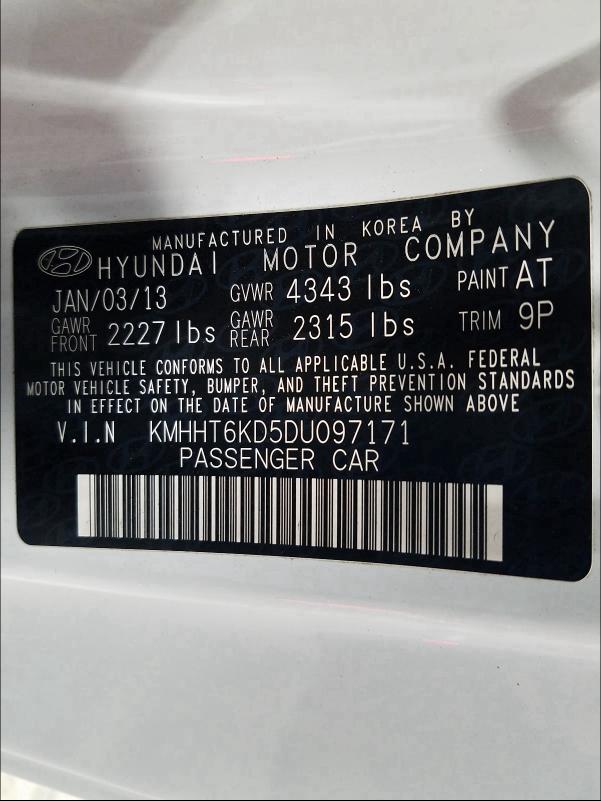 MANUFACTURED IN KOREA BY
HYUNDAI MOTOR COMPANY
JAN/03/13 GVWR 4343 lbs PAINT AT
GAWR FRONT 2227 lbs GAWR REAR 2315 lbs TRIM 9P
THIS VEHICLE CONFORMS TO ALL APPLICABLE U.S.A. FEDERAL
MOTOR VEHICLE SAFETY, BUMPER, AND THEFT PREVENTION STANDARDS
IN EFFECT ON THE DATE OF MANUFACTURE SHOWN ABOVE
V.I.N KMHHT6KD5DU097171
PASSENGER CAR